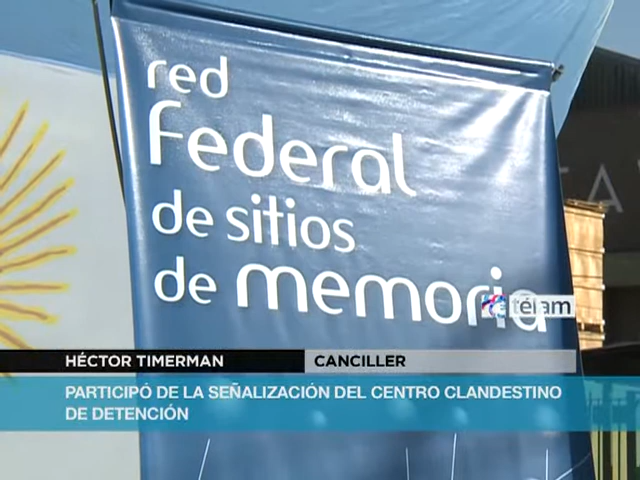 red
Federal
de sitios
de memoria
télam
HÉCTOR TIMERMAN CANCILLER
PARTICIPÓ DE LA SEÑALIZACIÓN DEL CENTRO CLANDESTINO
DE DETENCIÓN